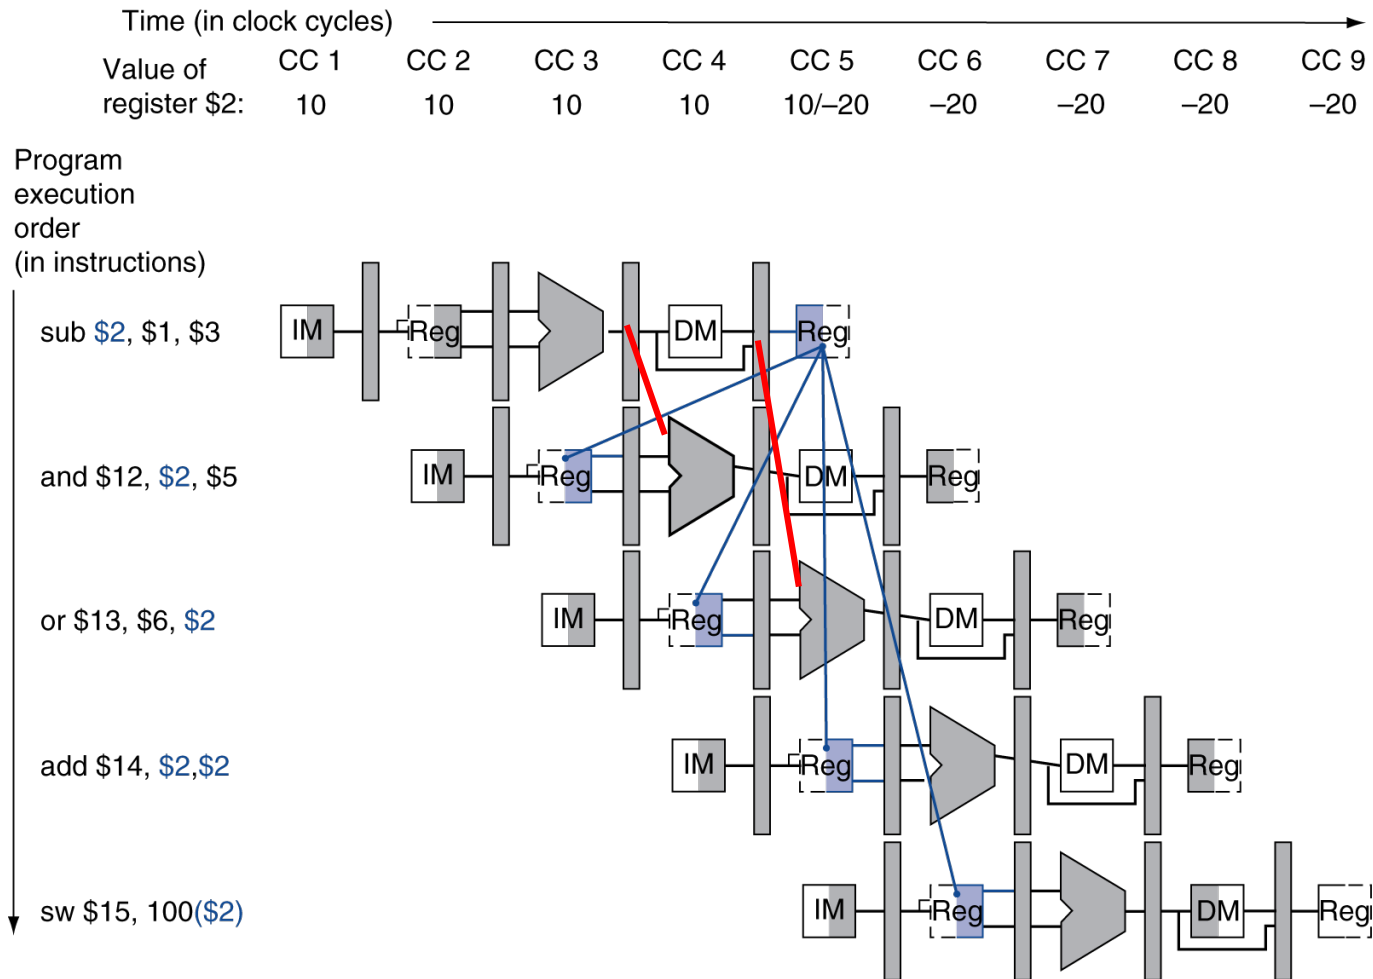 Time (in clock cycles)
CC 1 CC 2 CC 3 CC 4 CC 5 CC 6 CC 7 CC 8 CC 9
Value of
register $2: 10 10 10 10 10/–20 –20 –20 –20 –20
Program
execution
order
(in instructions)
sub $2, $1, $3 IM Reg DM Reg
and $12, $2, $5 IM Reg DM Reg
or $13, $6, $2 IM Reg DM Reg
add $14, $2,$2 IM Reg DM Reg
sw $15, 100($2) IM Reg DM Reg